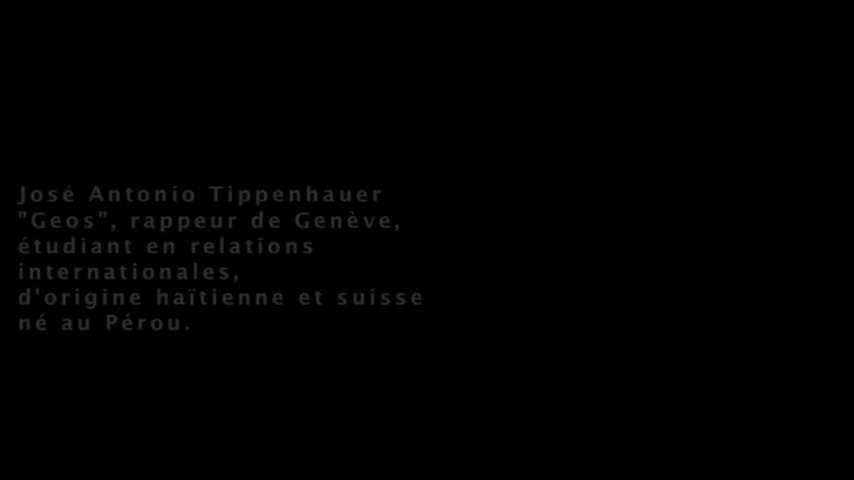 José Antonio Tippenhauer
"Geos", rappeur de Genève,
étudiant en relations
internationales,
d'origine haïtienne et suisse
né au Pérou.